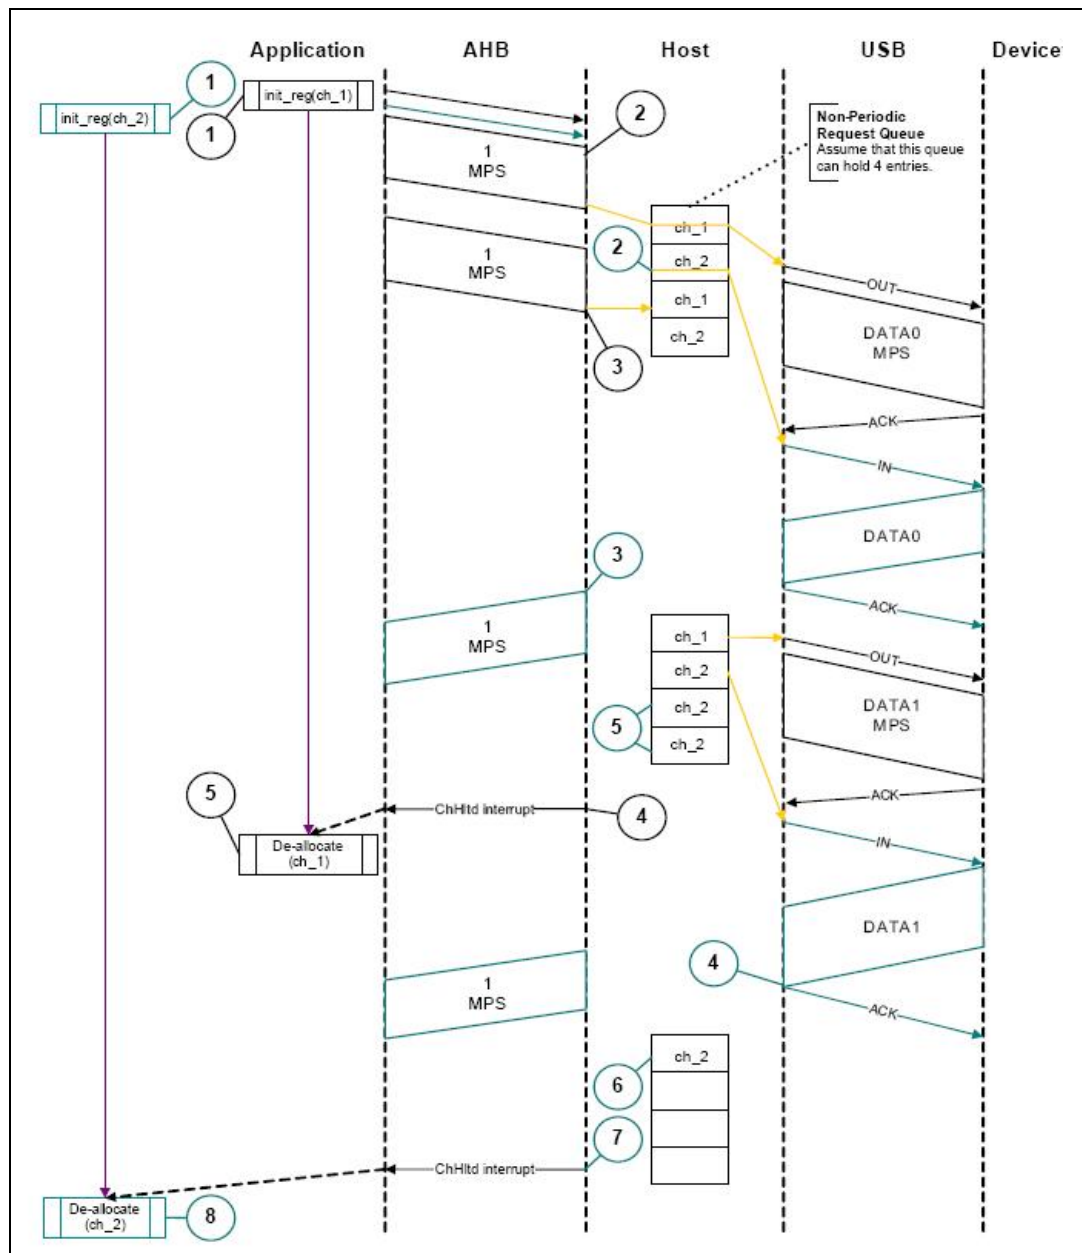 Application AHB Host USB Device
1
init_reg(ch_1)
init_reg(ch_2)
1
2
Non-Periodic
Request Queue
Assume that this queue
can hold 4 entries.
1
MPS
ch_1
2
ch_2
1
MPS
ch_1
OUT
ch_2
DATA0
MPS
3
ACK
IN
3
DATA0
ACK
1
MPS
ch_1
OUT
ch_2
ch_2
5
ch_2
DATA1
MPS
5
ACK
ChHltd interrupt
4
De-allocate
(ch_1)
IN
DATA1
4
1
MPS
ACK
ch_2
6
7
ChHltd interrupt
De-allocate
(ch_2)
8